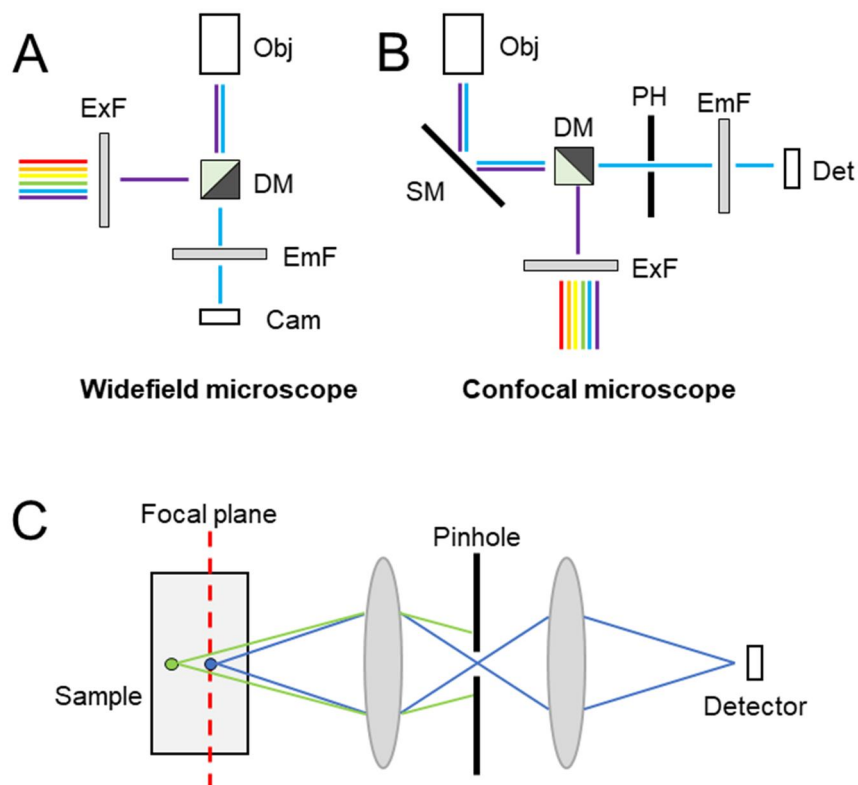 A
Obj
ExF
DM
EmF
Cam
Widefield microscope
B
Obj
PH
EmF
DM
SM
Det
ExF
Confocal microscope
C
Focal plane
Pinhole
Sample
Detector